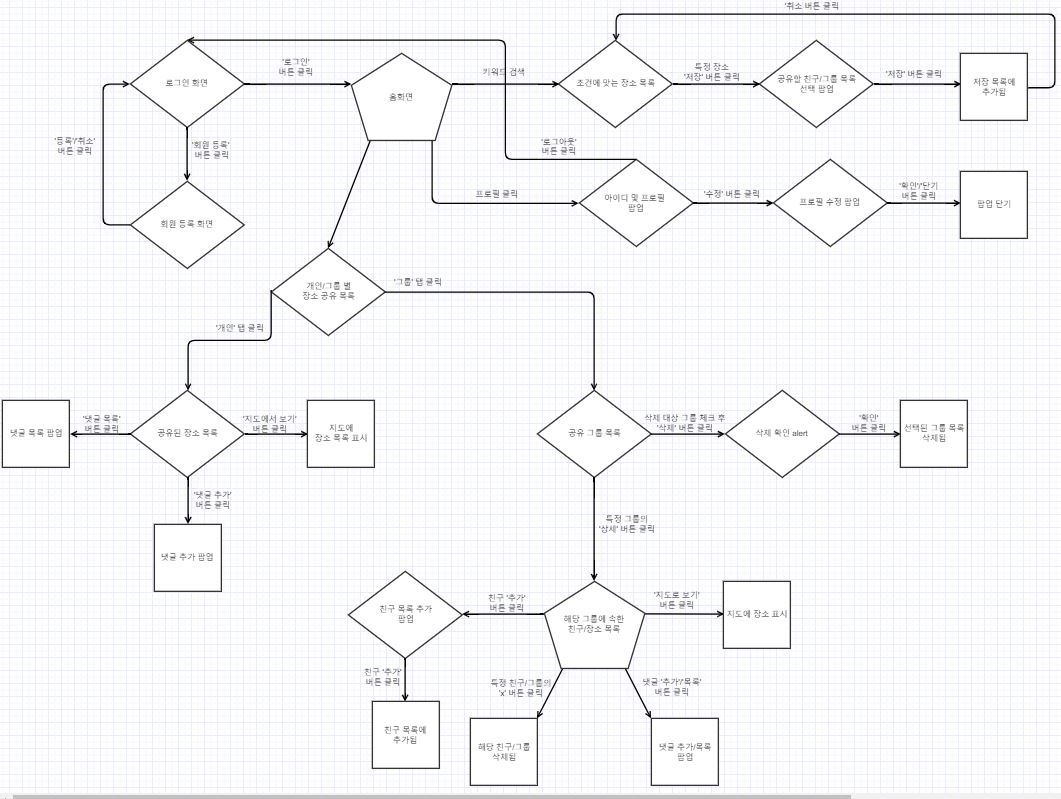 '취소 버튼 클릭
로그인 화면
'로그인'
버튼 클릭
홈화면
키워드 검색
조건에 맞는 장소 목록
특정 장소
'저장' 버튼 클릭
공유할 친구/그룹 목록
선택 팝업
'저장' 버튼 클릭
저장 목록에
추가됨
'등록'/'취소'
버튼 클릭
'회원 등록'
버튼 클릭
회원 등록 화면
'로그아웃'
버튼 클릭
프로필 클릭
아이디 및 프로필
팝업
'수정' 버튼 클릭
프로필 수정 팝업
'확인'/'닫기
버튼 클릭
팝업 닫기
개인/그룹 별
장소 공유 목록
'그룹' 탭 클릭
'개인' 탭 클릭
댓글 목록 팝업
'댓글 목록'
버튼 클릭
공유된 장소 목록
'지도에서 보기'
버튼 클릭
지도에
장소 목록 표시
'댓글 추가'
버튼 클릭
댓글 추가 팝업
공유 그룹 목록
삭제 대상 그룹 체크 후
'삭제' 버튼 클릭
삭제 확인 alert
'확인'
버튼 클릭
선택된 그룹 목록
삭제됨
특정 그룹의
'상세' 버튼 클릭
친구 목록 추가
팝업
친구 '추가'
버튼 클릭
해당 그룹에 속한
친구/장소 목록
'지도로 보기'
버튼 클릭
지도에 장소 표시
친구 '추가'
버튼 클릭
친구 목록에
추가됨
특정 친구/그룹의
'x' 버튼 클릭
해당 친구/그룹
삭제됨
댓글 '추가'/'목록'
버튼 클릭
댓글 추가/목록
팝업